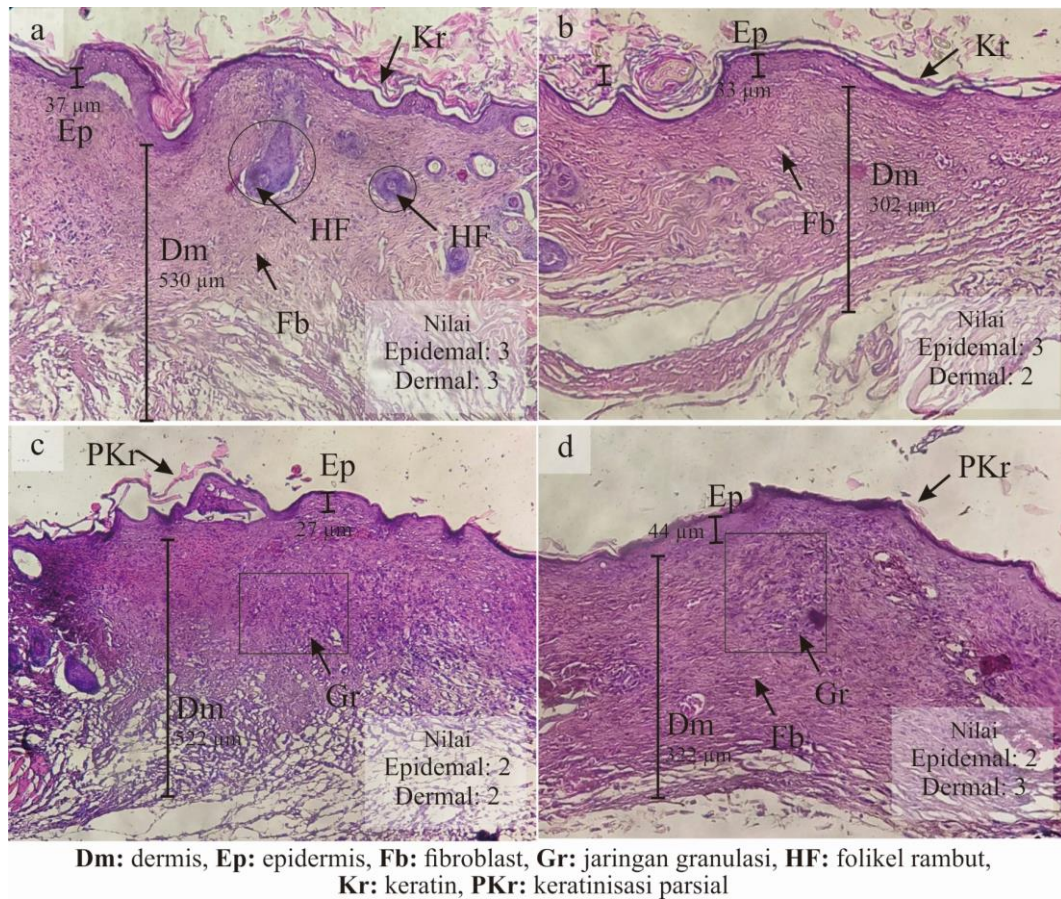 a
Kr
37 µm
Ep
HF
HF
Dm
530 µm
Fb
Nilai
Epidemal: 3
Dermal: 3
b
Ep
Kr
33 µm
Dm
302 µm
Fb
Nilai
Epidemal: 3
Dermal: 2
c
PKr
Ep
27 µm
Gr
Dm
522 µm
Nilai
Epidemal: 2
Dermal: 2
d
PKr
Ep
44 µm
Gr
Dm
322 µm
Fb
Nilai
Epidemal: 2
Dermal: 3
Dm: dermis, Ep: epidermis, Fb: fibroblast, Gr: jaringan granulasi, HF: folikel rambut,
Kr: keratin, PKr: keratinisasi parsial